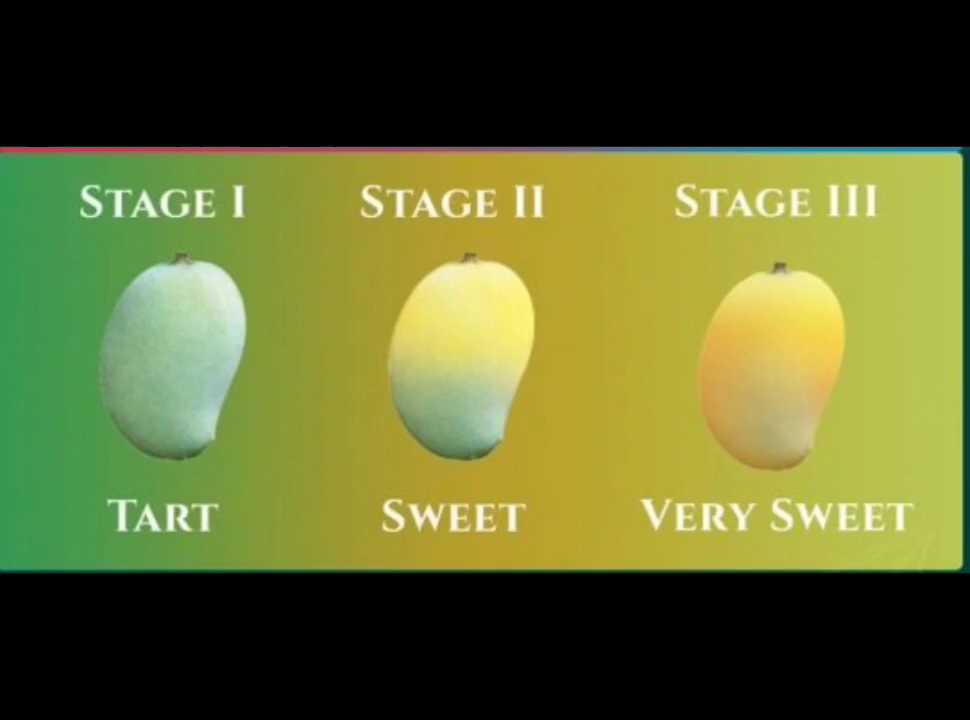 STAGE I
STAGE II
STAGE III
TART
SWEET
VERY SWEET